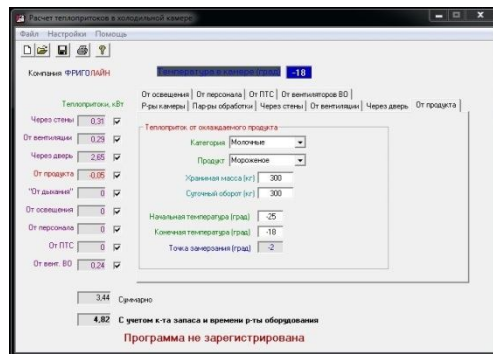 Расчет теплопритоков в холодильной камере
Файл Настройки Помощь
Компания ФРИГОЛАЙН
Температура в камере (град) -18
От освещения От персонала От ПТС От вентиляторов ВО
Р-ры камеры Пар-ры обработки Через стены От вентиляции Через дверь От продукта
Теплопритоки, кВт
Через стены 0,31
От вентиляции 0,29
Через дверь 2,65
От продукта -0,05
"От дыхания" 0
От освещения 0
От персонала 0
От ПТС 0
От вент. ВО 0,24
Теплоприток от охлаждаемого продукта
Категория Молочные
Продукт Мороженое
Хранимая масса (кг) 300
Суточный оборот (кг) 300
Начальная температура (град) -25
Конечная температура (град) -18
Точка замерзания (град) -2
3,44 Суммарно
4,82 С учетом к-та запаса и времени р-ты оборудования
Программа не зарегистрирована